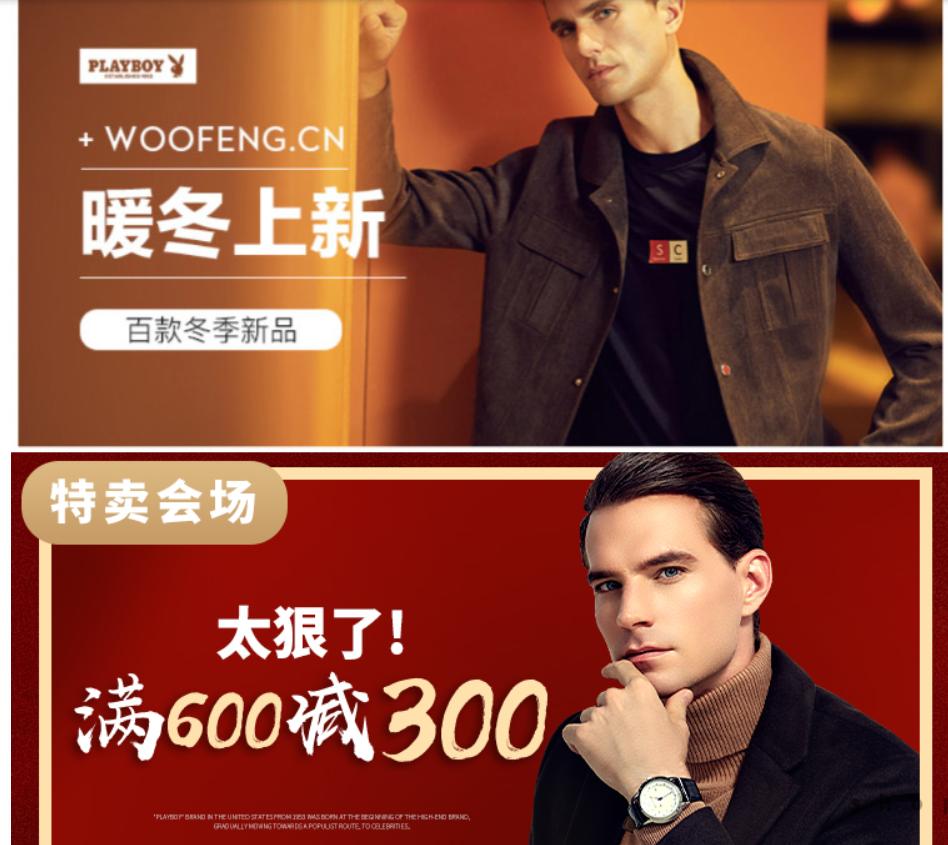 PLAYBOY
+ WOOFENG.CN
暖冬上新
百款冬季新品
S C
特卖会场
太狠了!
满600减300
"PLAYBOY" BRAND IN THE UNITED STATES FROM 1953 WAS BORN AT THE BEGINNING OF THE HIGH-END BRAND,
GRADUALLY MOVING TOWARDS A POPULIST ROUTE, TO CELEBRITIES.